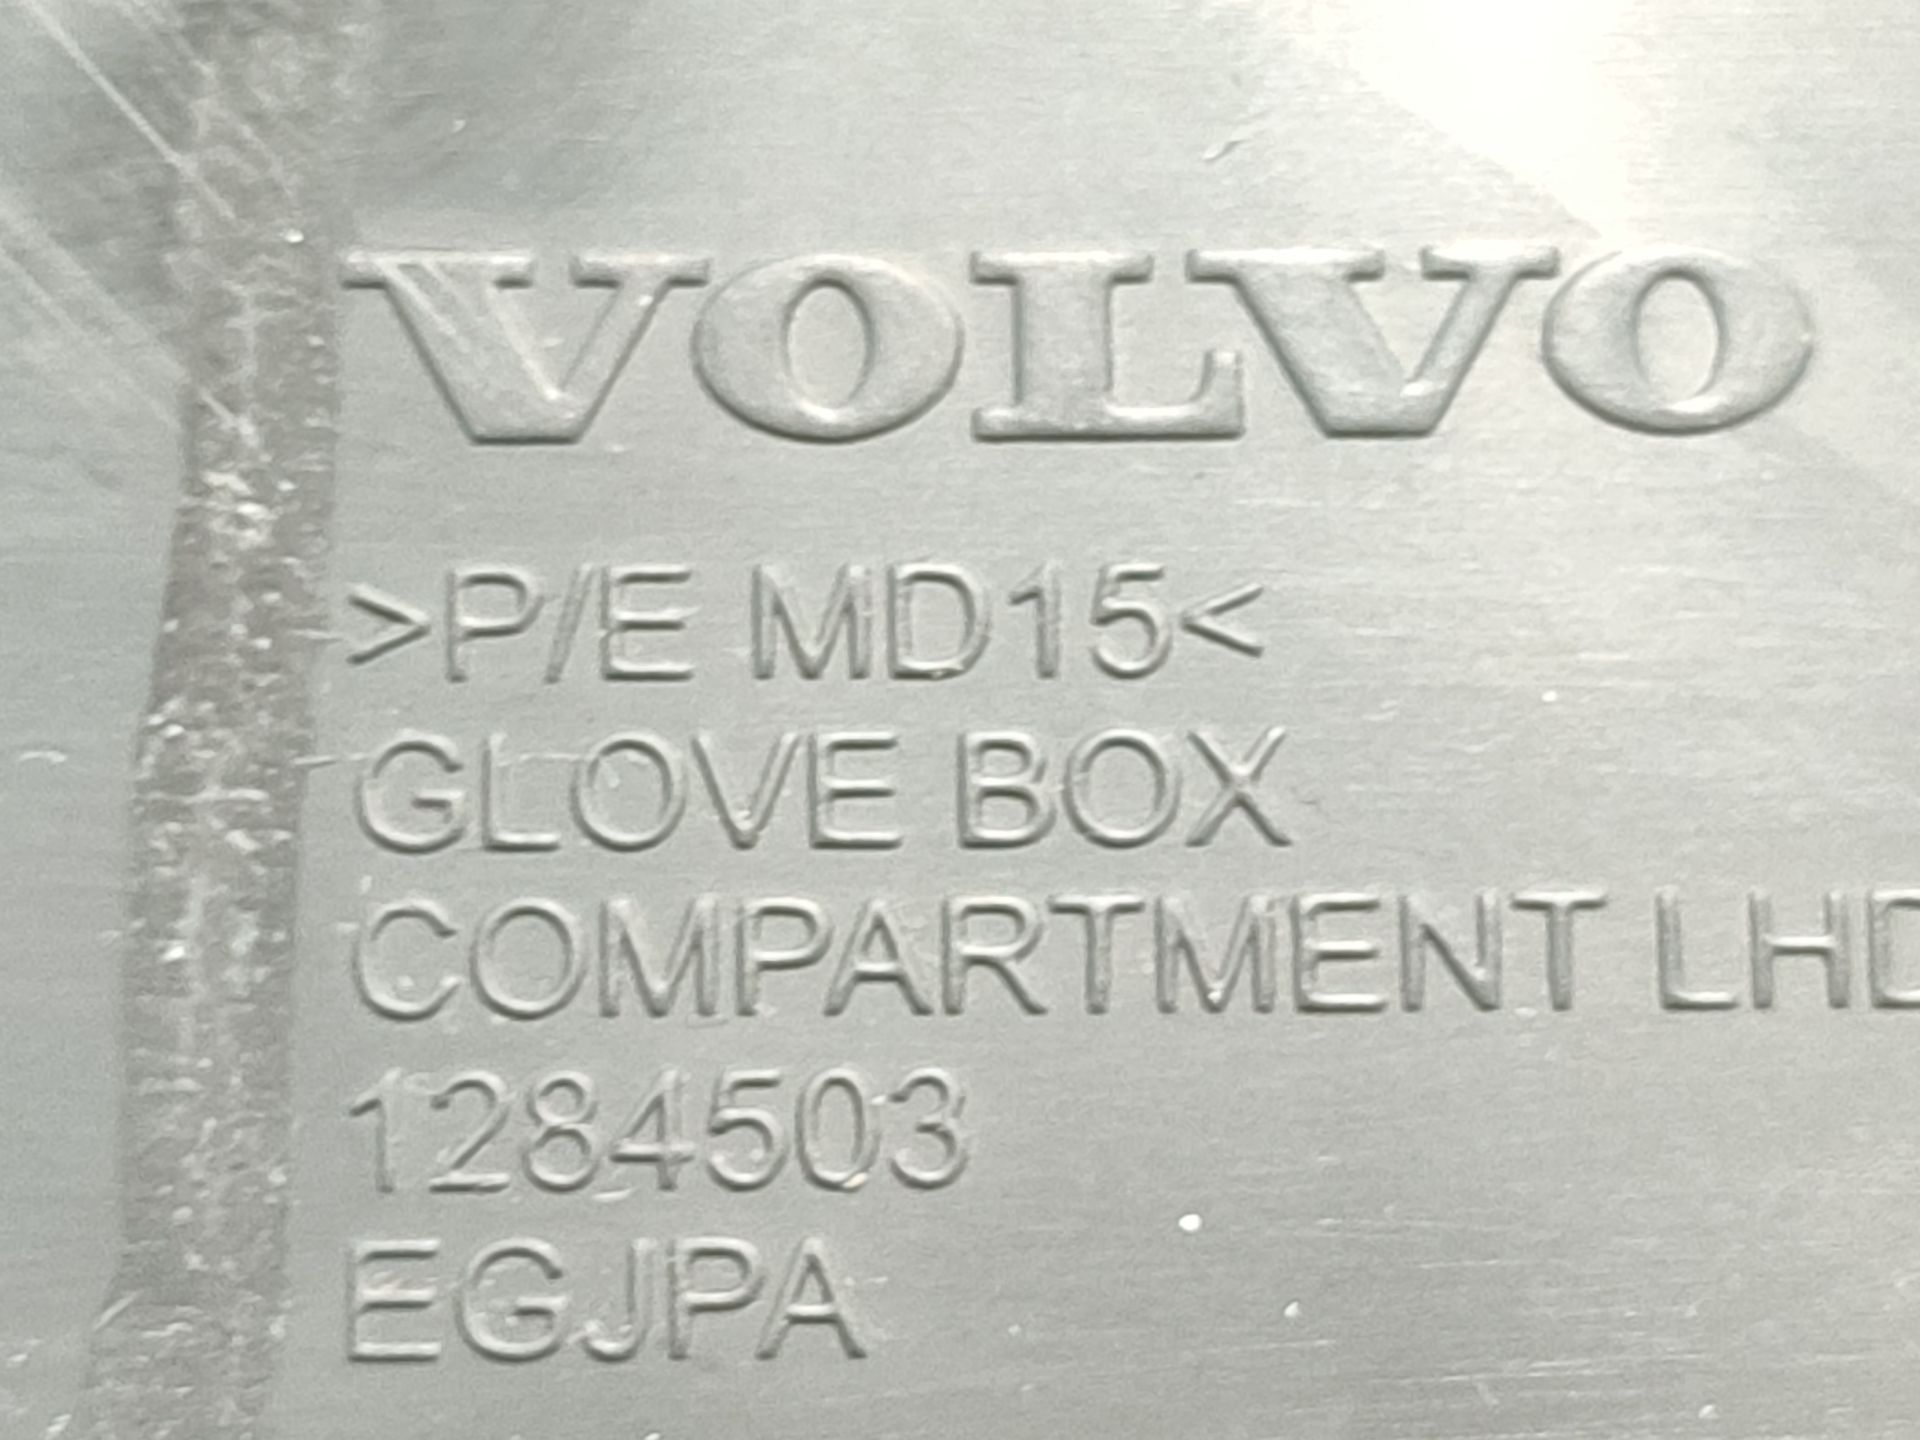 VOLVO
>P/E MD15<
GLOVE BOX
COMPARTMENT LHD
1284503
EGJPA